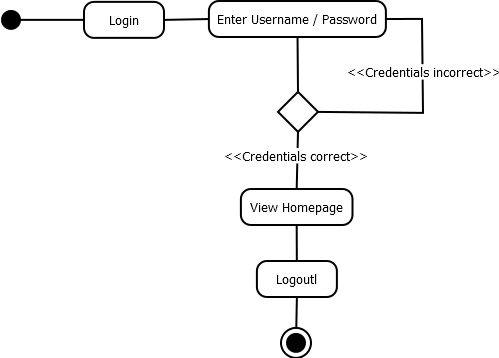 Login
Enter Username / Password
<<Credentials incorrect>>
<<Credentials correct>>
View Homepage
Logoutl